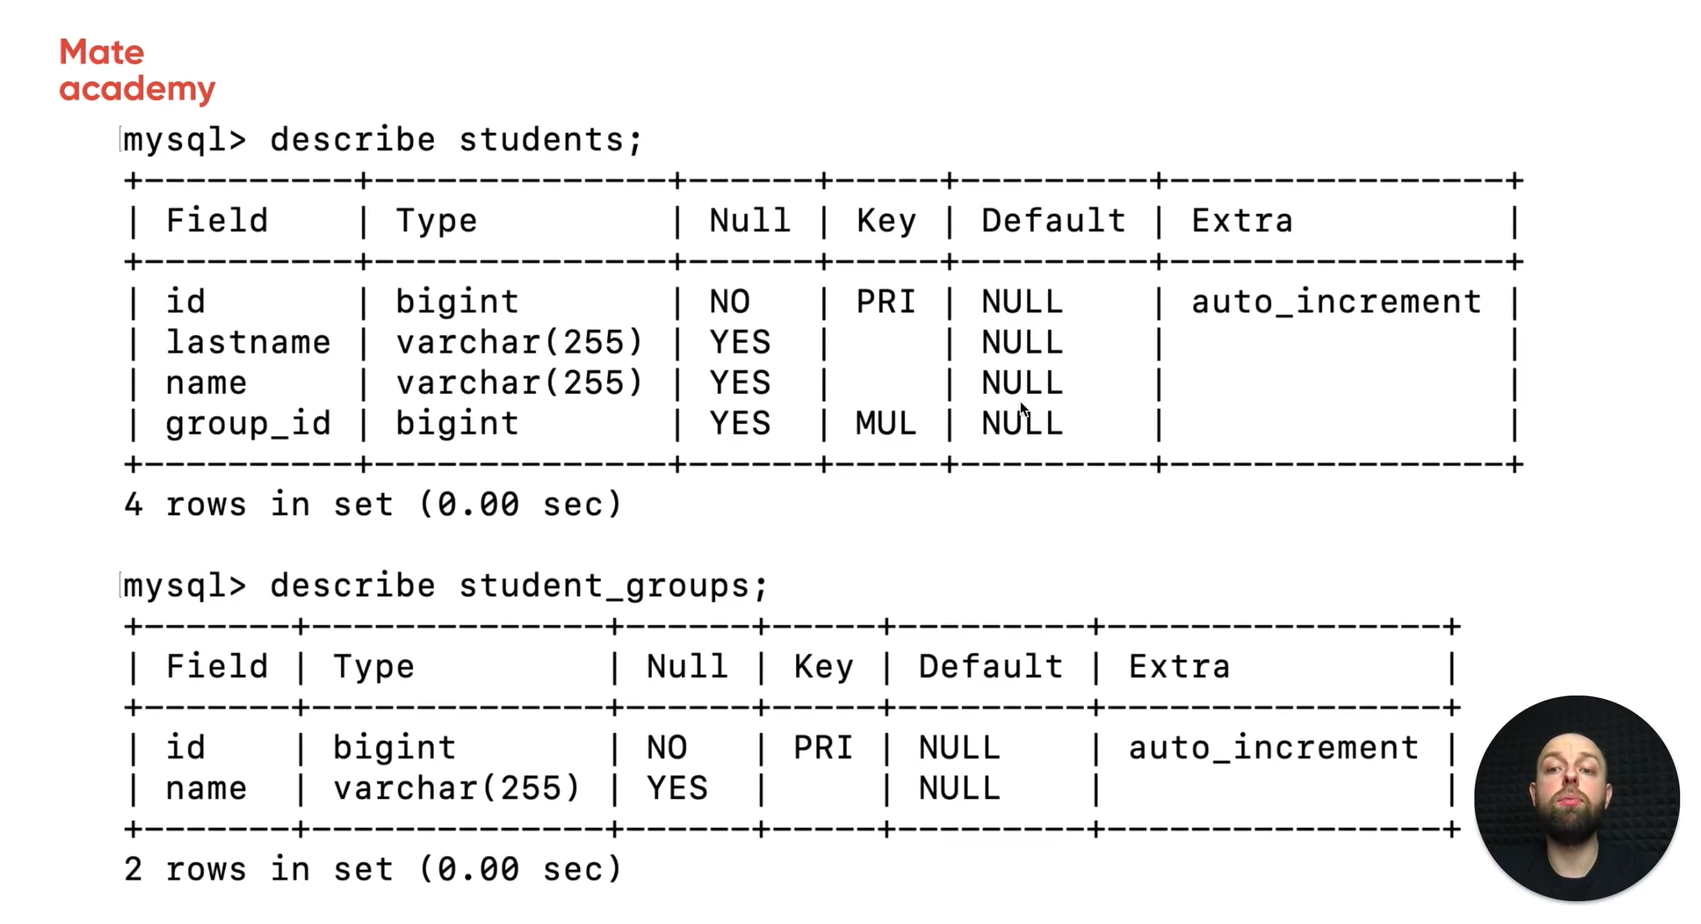 Mate
academy
mysql> describe students;
+----------+--------------+------+-----+---------+----------------+
| Field    | Type         | Null | Key | Default | Extra          |
+----------+--------------+------+-----+---------+----------------+
| id       | bigint       | NO   | PRI | NULL    | auto_increment |
| lastname | varchar(255) | YES  |     | NULL    |                |
| name     | varchar(255) | YES  |     | NULL    |                |
| group_id | bigint       | YES  | MUL | NULL    |                |
+----------+--------------+------+-----+---------+----------------+
4 rows in set (0.00 sec)
mysql> describe student_groups;
+-------+--------------+------+-----+---------+----------------+
| Field | Type         | Null | Key | Default | Extra          |
+-------+--------------+------+-----+---------+----------------+
| id    | bigint       | NO   | PRI | NULL    | auto_increment |
| name  | varchar(255) | YES  |     | NULL    |                |
+-------+--------------+------+-----+---------+----------------+
2 rows in set (0.00 sec)